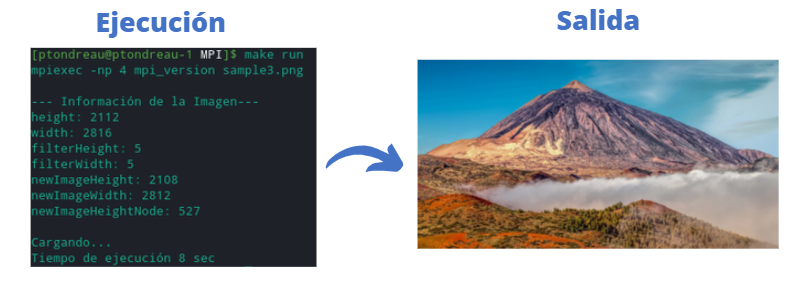 Ejecución
Salida
[ptondreau@ptondreau-1 MPI]$ make run
mpiexec -np 4 mpi_version sample3.png
--- Información de la Imagen---
height: 2112
width: 2816
filterHeight: 5
filterWidth: 5
newImageHeight: 2108
newImageWidth: 2812
newImageHeightNode: 527
Cargando...
Tiempo de ejecución 8 sec